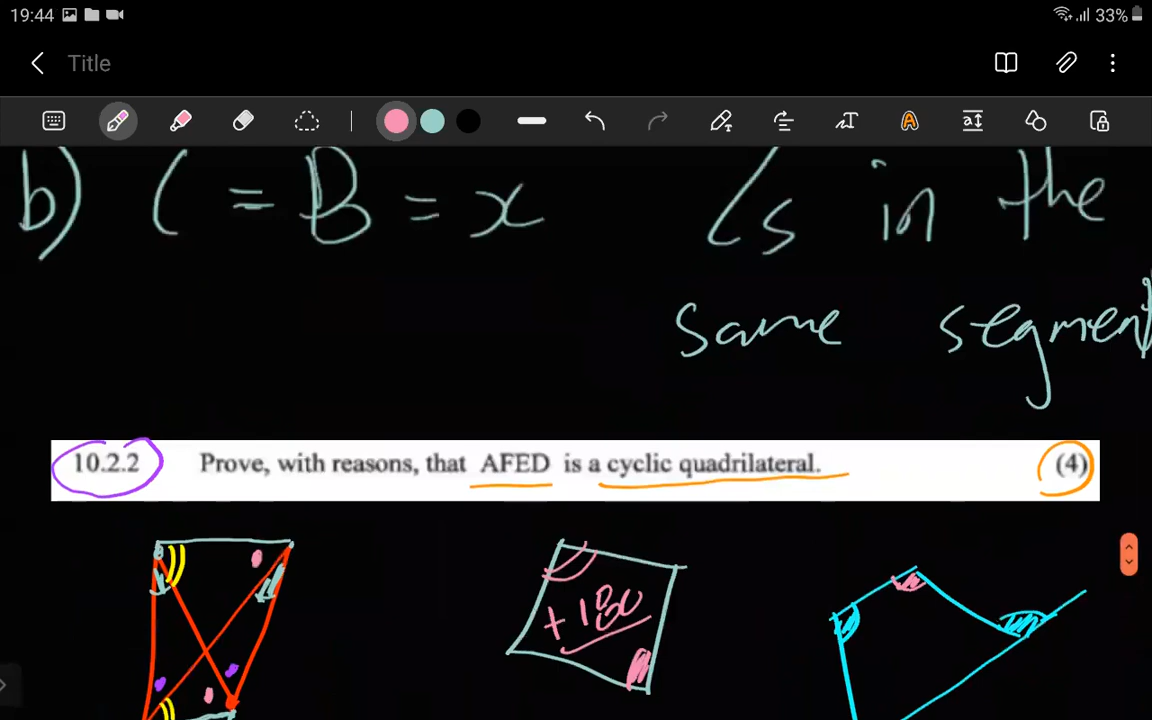 19:44 33%
Title
b) C = B = x ∠s in the
same segment
10.2.2 Prove, with reasons, that AFED is a cyclic quadrilateral. (4)
+180